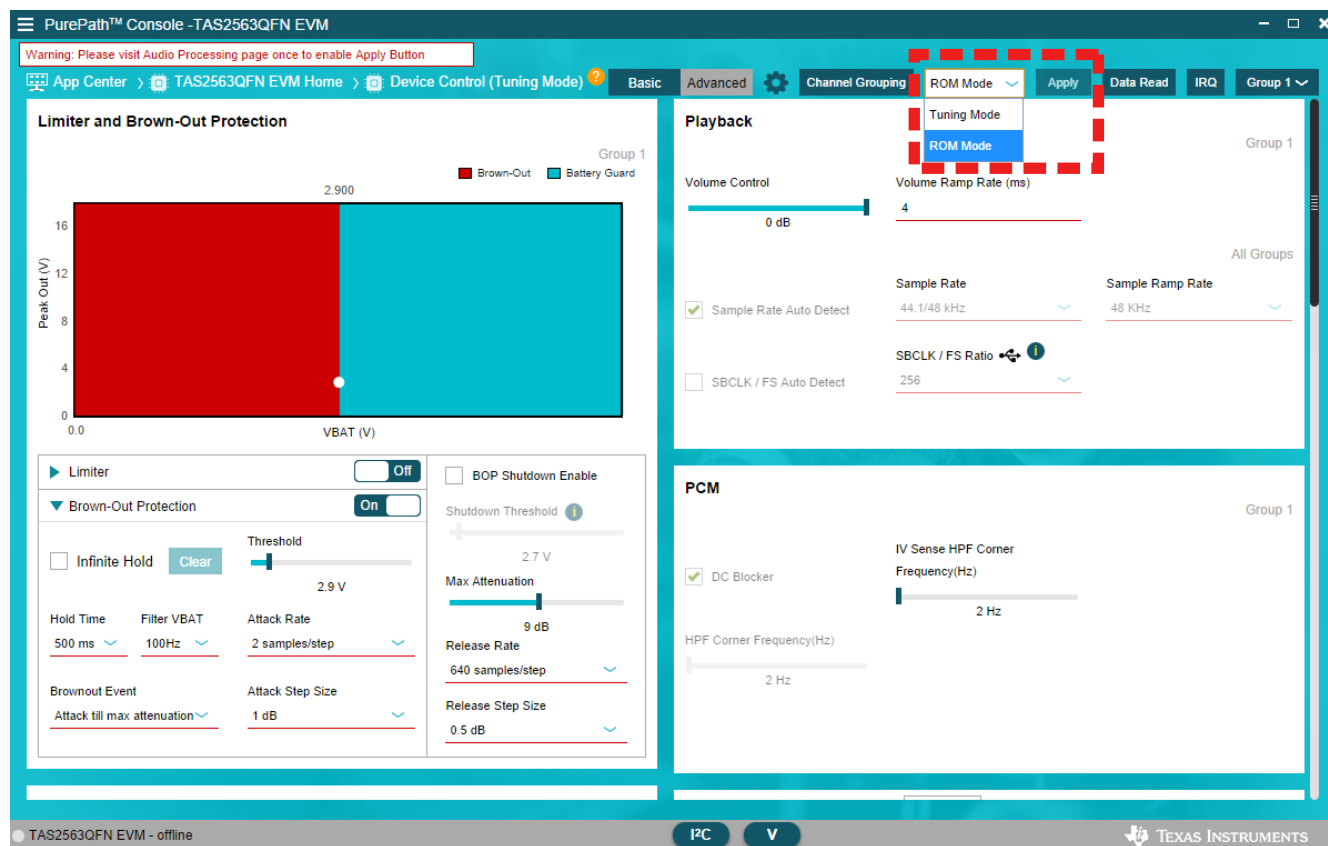 PurePath™ Console -TAS2563QFN EVM
Warning: Please visit Audio Processing page once to enable Apply Button
App Center > TAS2563QFN EVM Home > Device Control (Tuning Mode) ?
Basic
Advanced
Channel Grouping
ROM Mode
Apply
Data Read
IRQ
Group 1
Tuning Mode
ROM Mode
Limiter and Brown-Out Protection
Group 1
Brown-Out
Battery Guard
2.900
16
12
8
4
0
Peak Out (V)
0.0
VBAT (V)
Limiter
Off
Brown-Out Protection
On
Infinite Hold
Clear
Threshold
2.9 V
Hold Time
Filter VBAT
Attack Rate
500 ms
100Hz
2 samples/step
Brownout Event
Attack Step Size
Attack till max attenuation
1 dB
BOP Shutdown Enable
Shutdown Threshold i
2.7 V
Max Attenuation
9 dB
Release Rate
640 samples/step
Release Step Size
0.5 dB
Playback
Group 1
Volume Control
Volume Ramp Rate (ms)
0 dB
4
All Groups
Sample Rate
Sample Ramp Rate
Sample Rate Auto Detect
44.1/48 kHz
48 KHz
SBCLK / FS Ratio i
SBCLK / FS Auto Detect
256
PCM
Group 1
IV Sense HPF Corner
Frequency(Hz)
DC Blocker
2 Hz
HPF Corner Frequency(Hz)
2 Hz
TAS2563QFN EVM - offline
I²C
V
TEXAS INSTRUMENTS